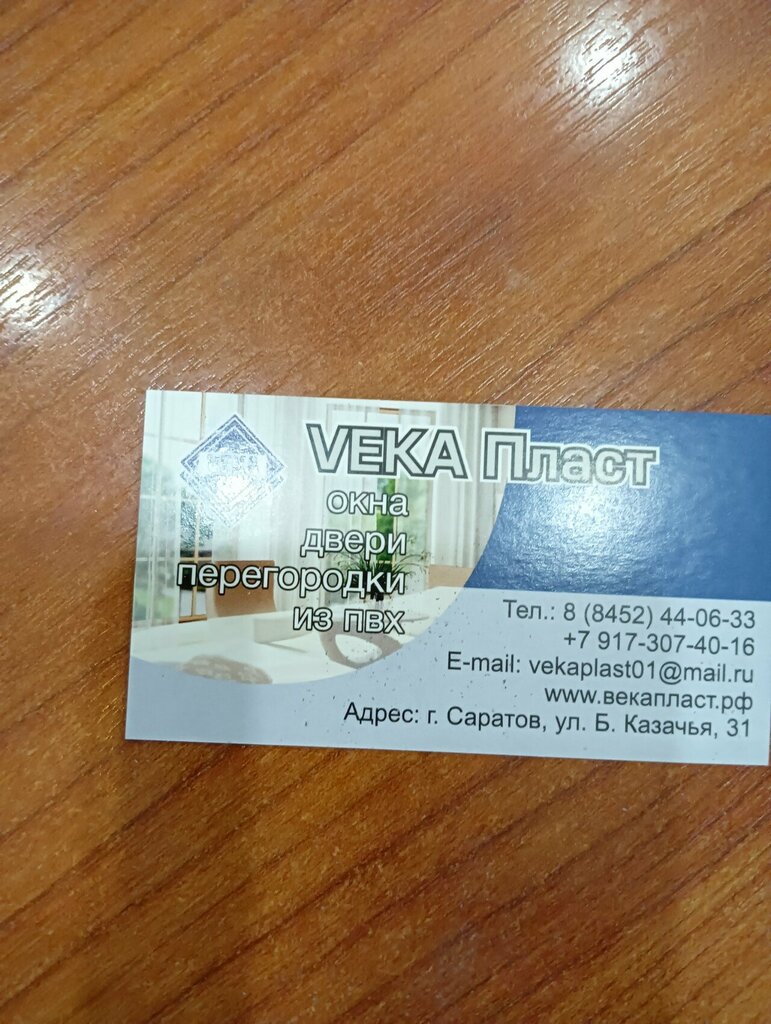 VEKA Пласт
окна
двери
перегородки
из пвх
Тел.: 8 (8452) 44-06-33
+7 917-307-40-16
E-mail: vekaplast01@mail.ru
www.векапласт.рф
Адрес: г. Саратов, ул. Б. Казачья, 31